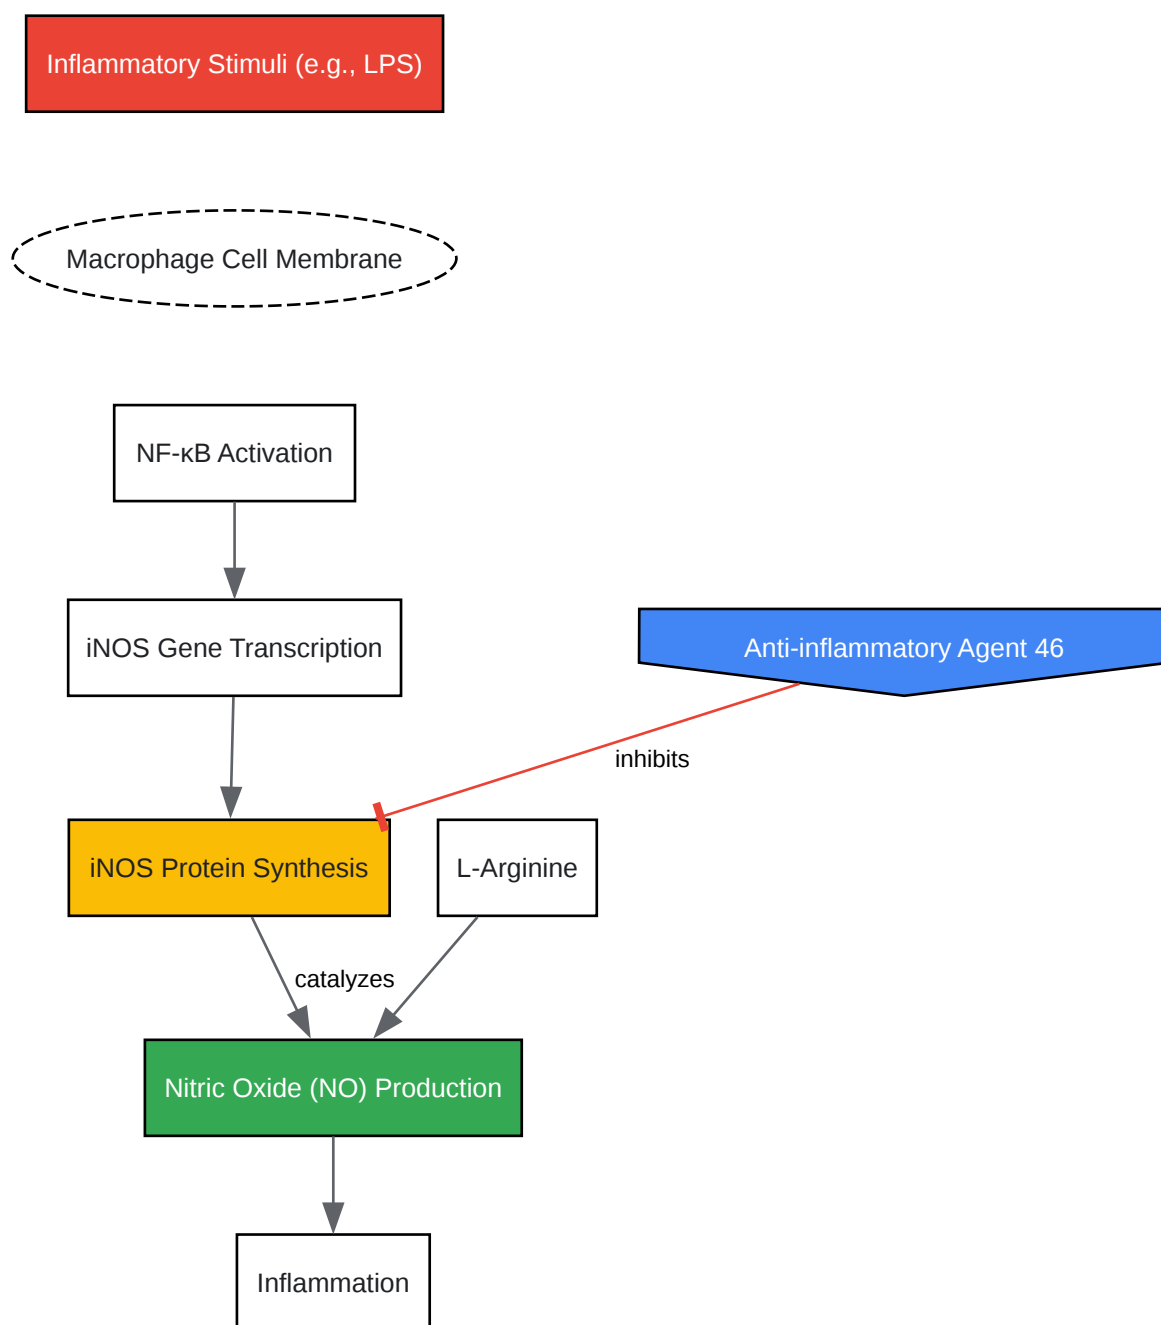 Inflammatory Stimuli (e.g., LPS)
Macrophage Cell Membrane
NF-κB Activation
iNOS Gene Transcription
Anti-inflammatory Agent 46
inhibits
iNOS Protein Synthesis
L-Arginine
catalyzes
Nitric Oxide (NO) Production
Inflammation